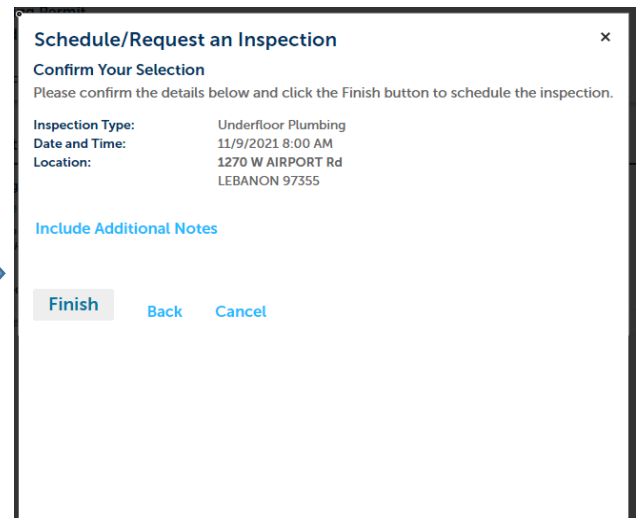 Schedule/Request an Inspection ×
Confirm Your Selection
Please confirm the details below and click the Finish button to schedule the inspection.
Inspection Type: Underfloor Plumbing
Date and Time: 11/9/2021 8:00 AM
Location: 1270 W AIRPORT Rd
LEBANON 97355
Include Additional Notes
Finish Back Cancel